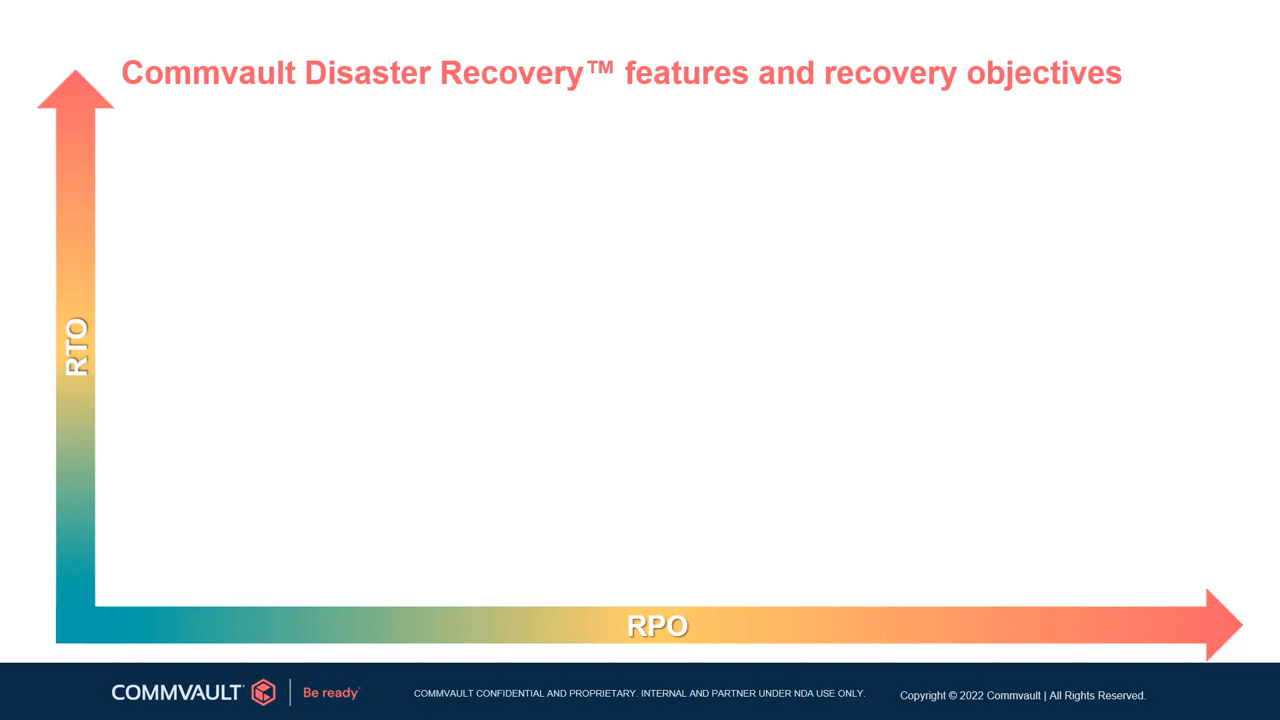 Commvault Disaster Recovery™ features and recovery objectives
RTO
RPO
COMMVAULT
Be ready
COMMVAULT CONFIDENTIAL AND PROPRIETARY. INTERNAL AND PARTNER UNDER NDA USE ONLY.
Copyright © 2022 Commvault | All Rights Reserved.